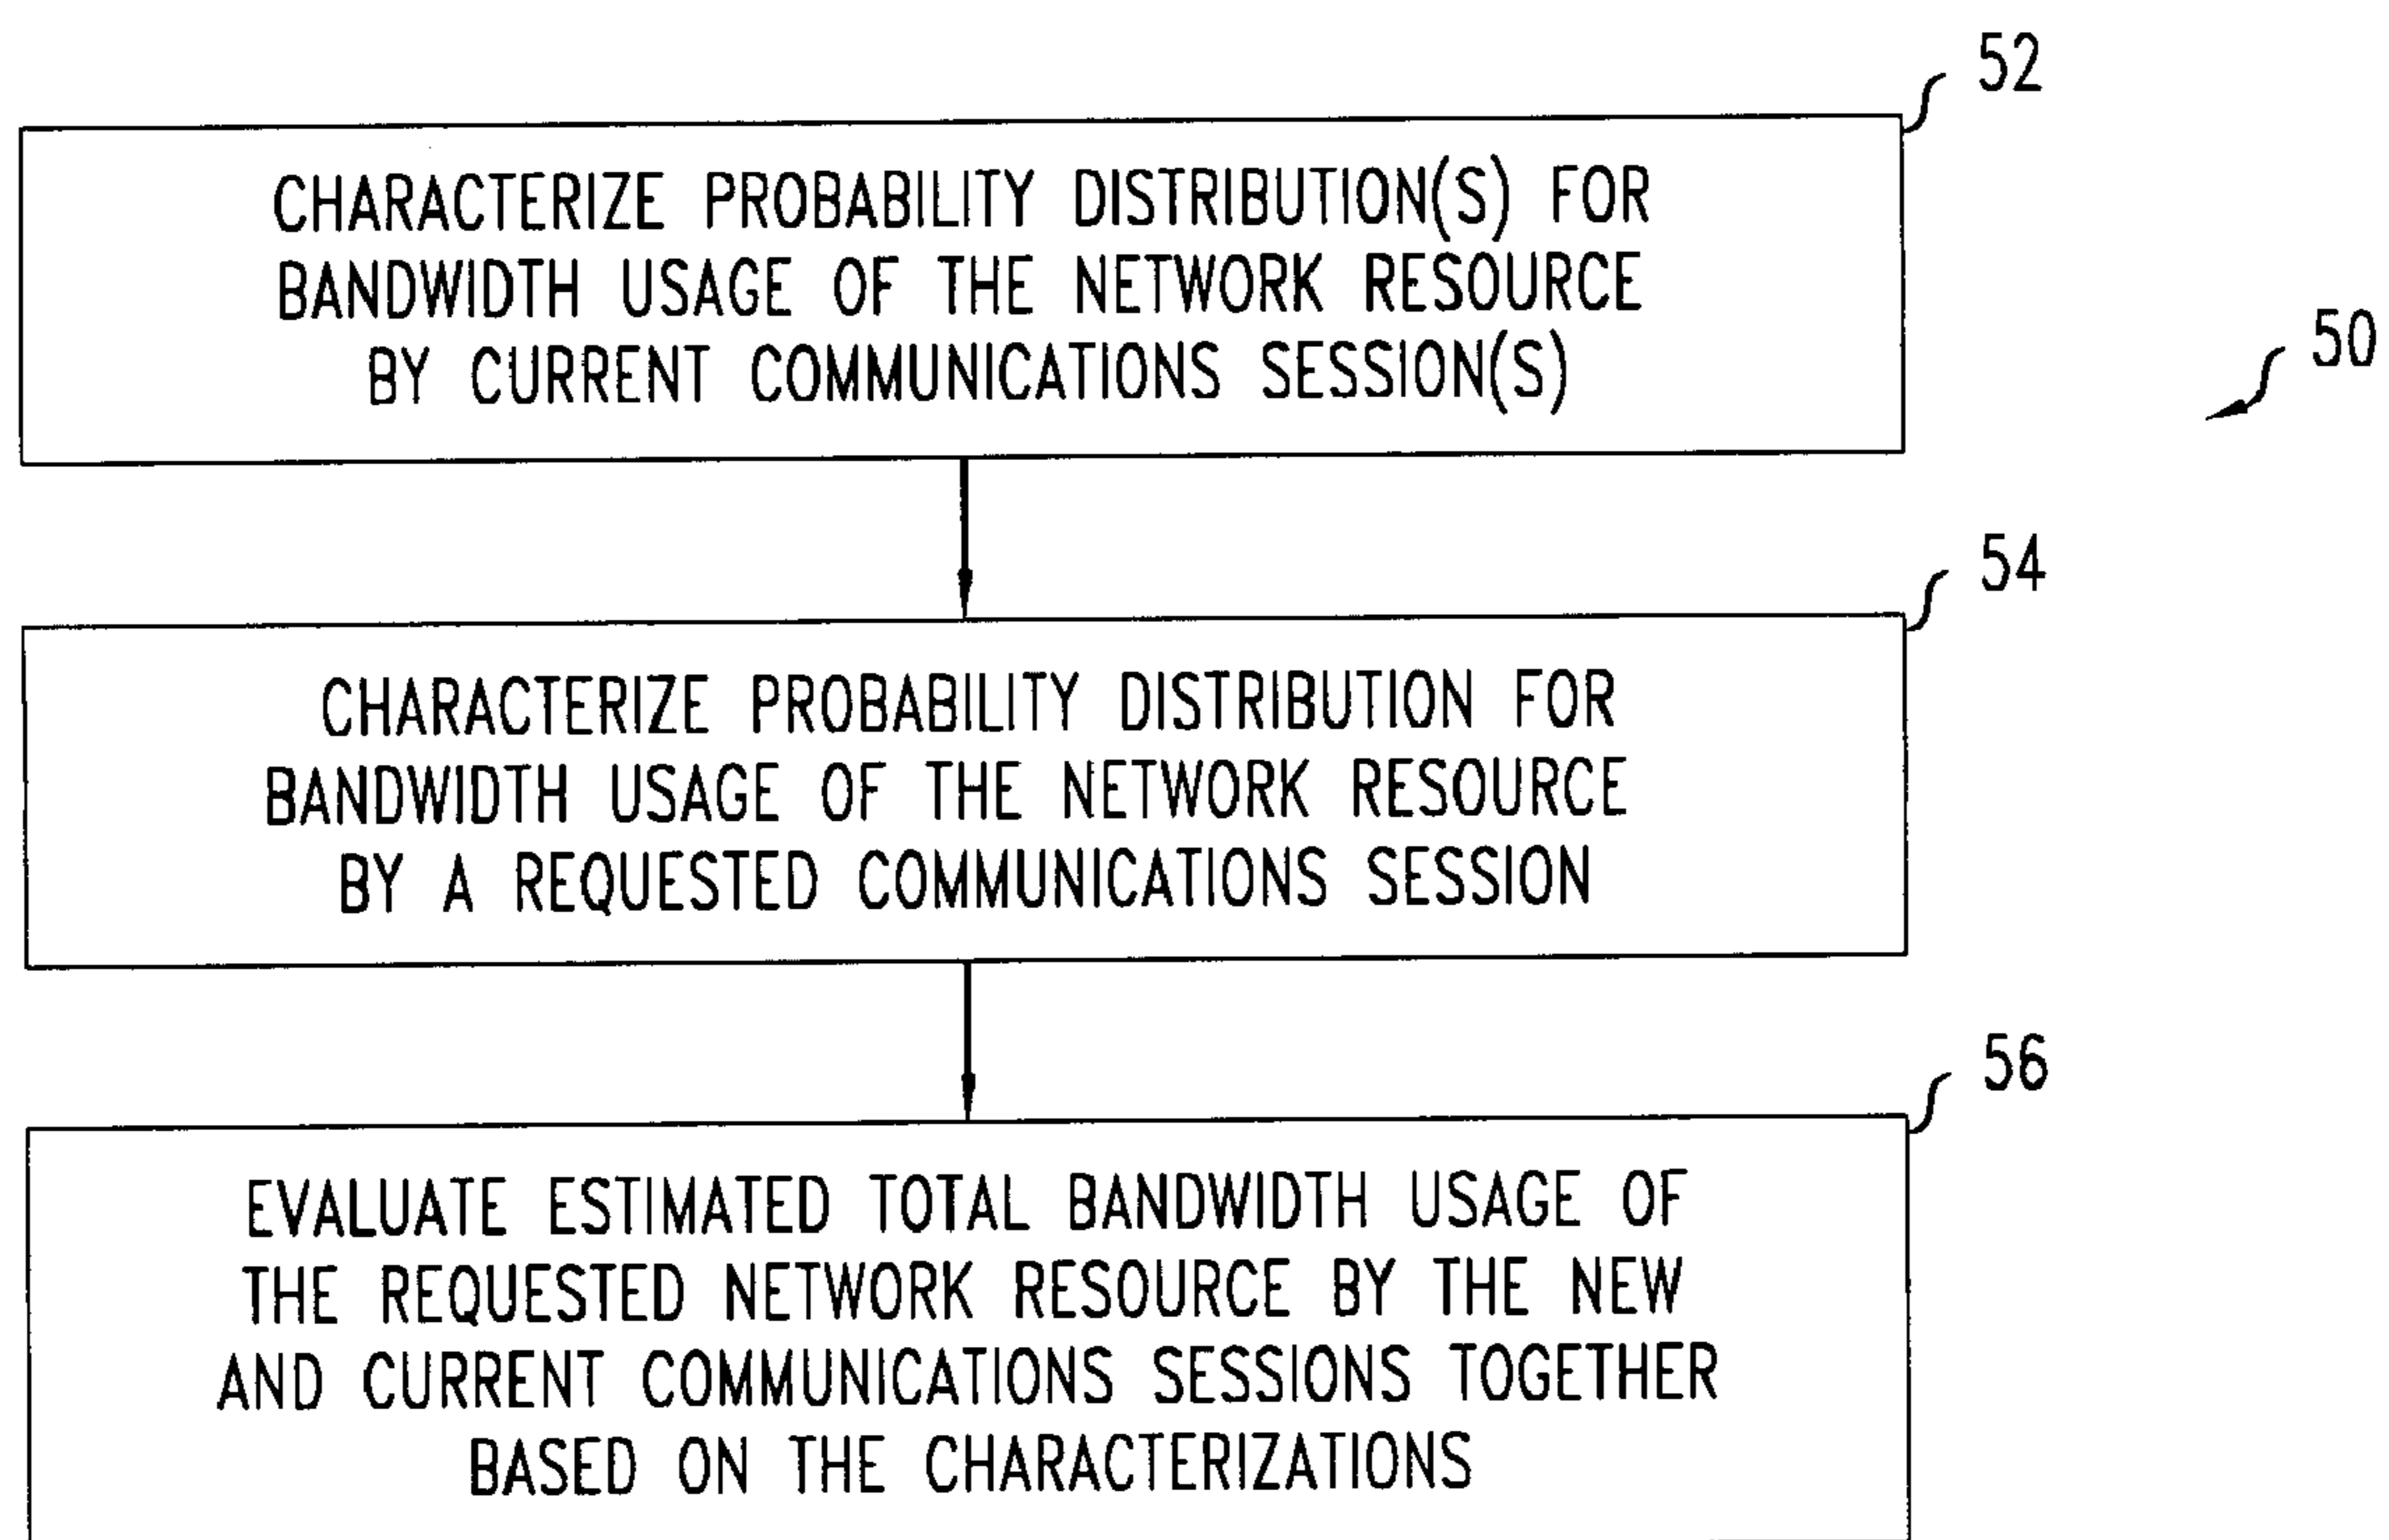 52
CHARACTERIZE PROBABILITY DISTRIBUTION(S) FOR
BANDWIDTH USAGE OF THE NETWORK RESOURCE
BY CURRENT COMMUNICATIONS SESSION(S)
50
54
CHARACTERIZE PROBABILITY DISTRIBUTION FOR
BANDWIDTH USAGE OF THE NETWORK RESOURCE
BY A REQUESTED COMMUNICATIONS SESSION
56
EVALUATE ESTIMATED TOTAL BANDWIDTH USAGE OF
THE REQUESTED NETWORK RESOURCE BY THE NEW
AND CURRENT COMMUNICATIONS SESSIONS TOGETHER
BASED ON THE CHARACTERIZATIONS